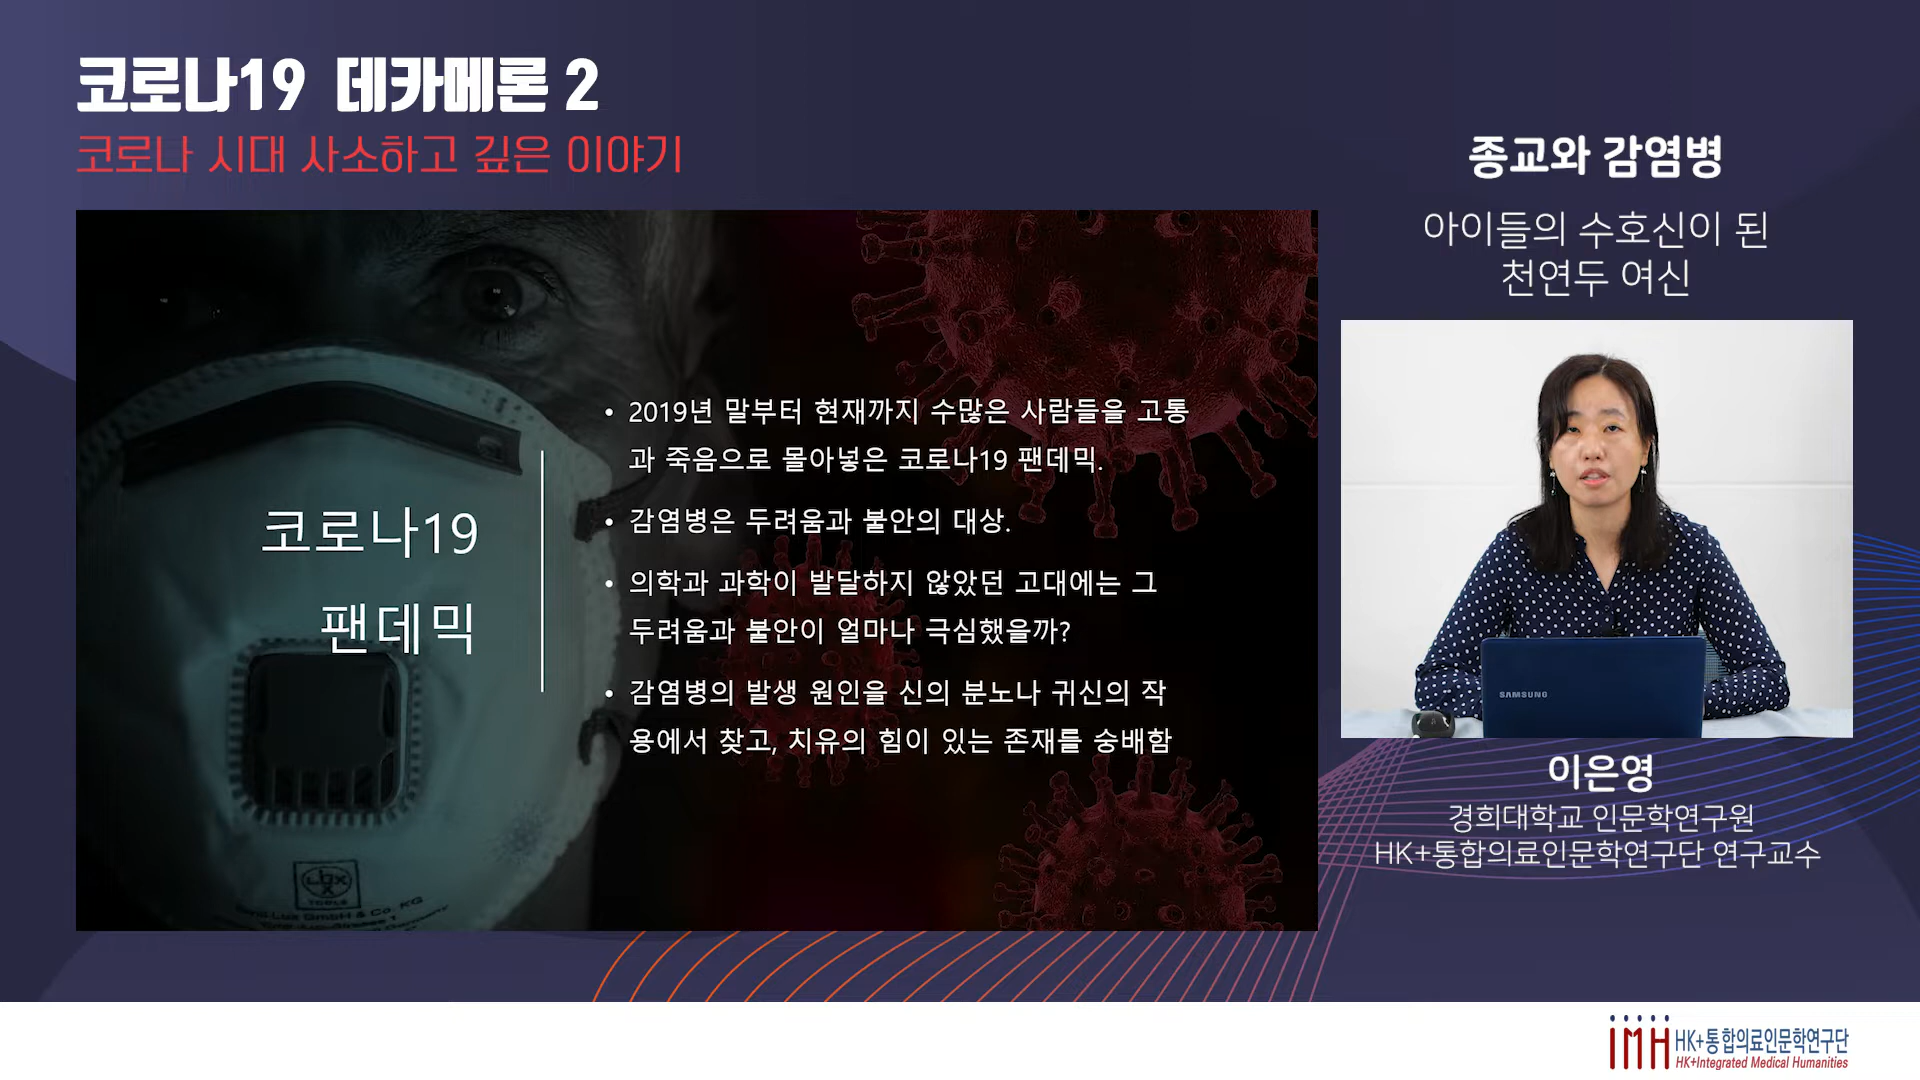 코로나19 데카메론 2
코로나 시대 사소하고 깊은 이야기
종교와 감염병
아이들의 수호신이 된
천연두 여신
코로나19
팬데믹
• 2019년 말부터 현재까지 수많은 사람들을 고통
과 죽음으로 몰아넣은 코로나19 팬데믹.
• 감염병은 두려움과 불안의 대상.
• 의학과 과학이 발달하지 않았던 고대에는 그
두려움과 불안이 얼마나 극심했을까?
• 감염병의 발생 원인을 신의 분노나 귀신의 작
용에서 찾고, 치유의 힘이 있는 존재를 숭배함
SAMSUNG
이은영
경희대학교 인문학연구원
HK+통합의료인문학연구단 연구교수
IMH HK+통합의료인문학연구단
HK+Integrated Medical Humanities